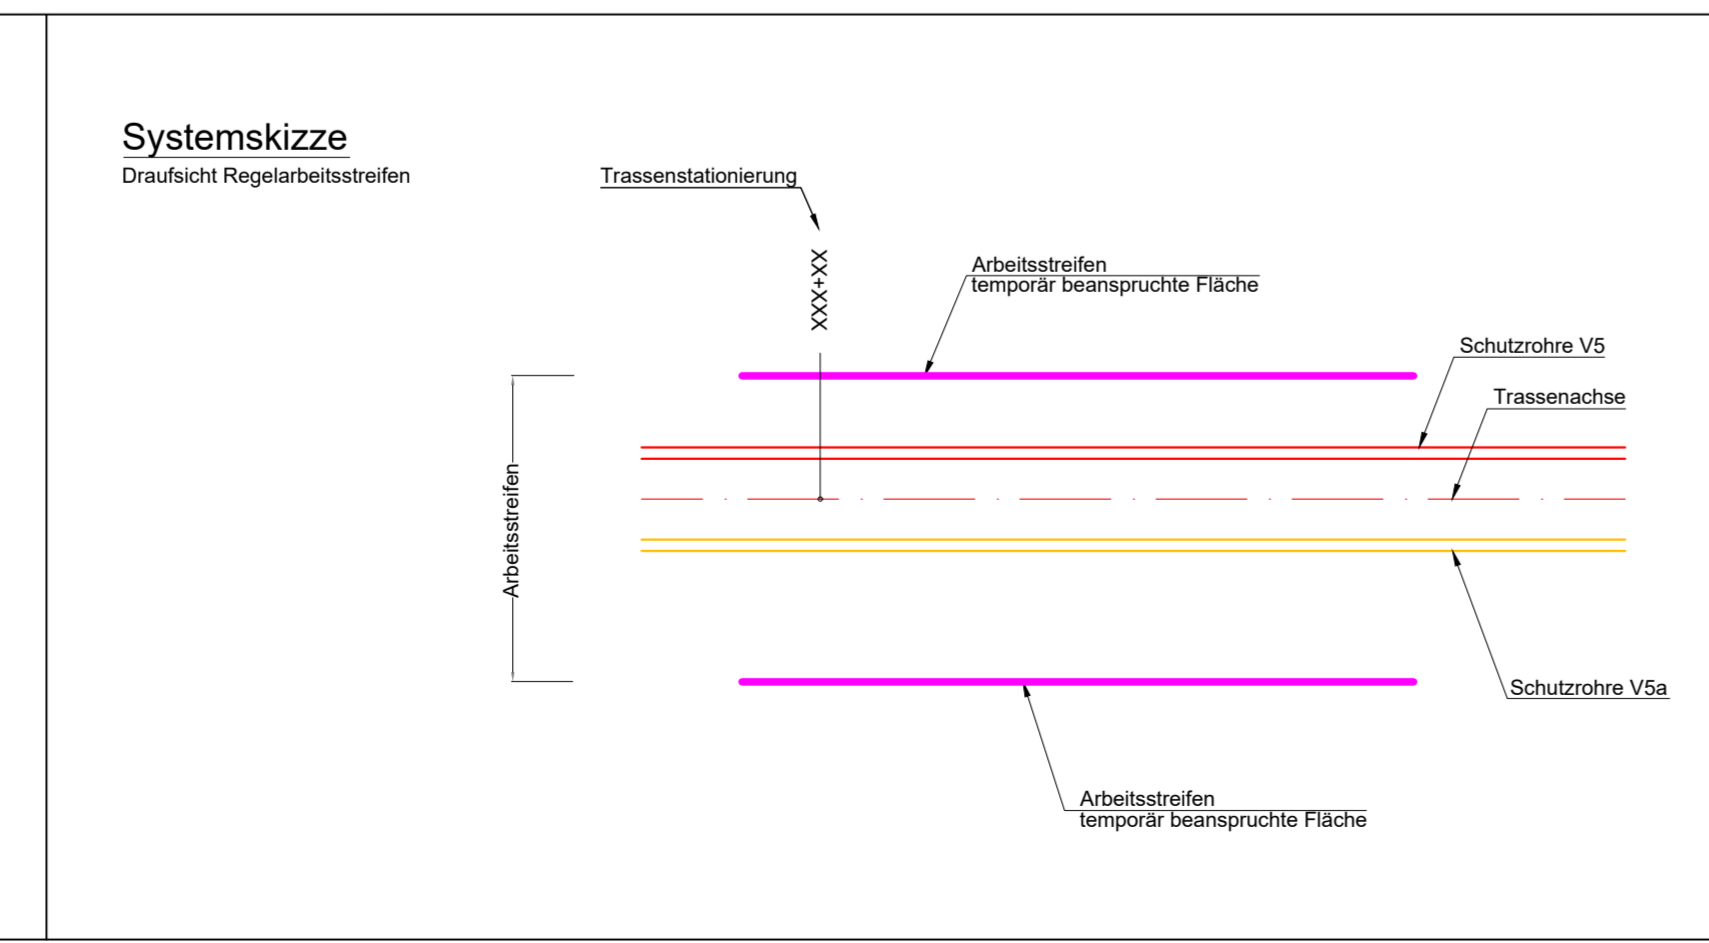 Systemskizze
Draufsicht Regelarbeitsstreifen
Trassenstationierung
XXX+XX
Arbeitsstreifen
temporär beanspruchte Fläche
Schutzrohre V5
Trassenachse
Arbeitsstreifen
Schutzrohre V5a
Arbeitsstreifen
temporär beanspruchte Fläche